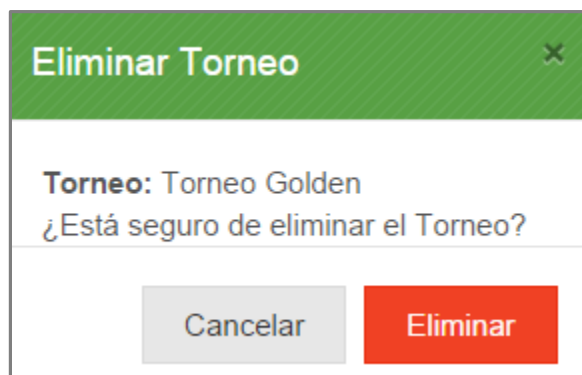 Eliminar Torneo ×
Torneo: Torneo Golden
¿Está seguro de eliminar el Torneo?
Cancelar Eliminar